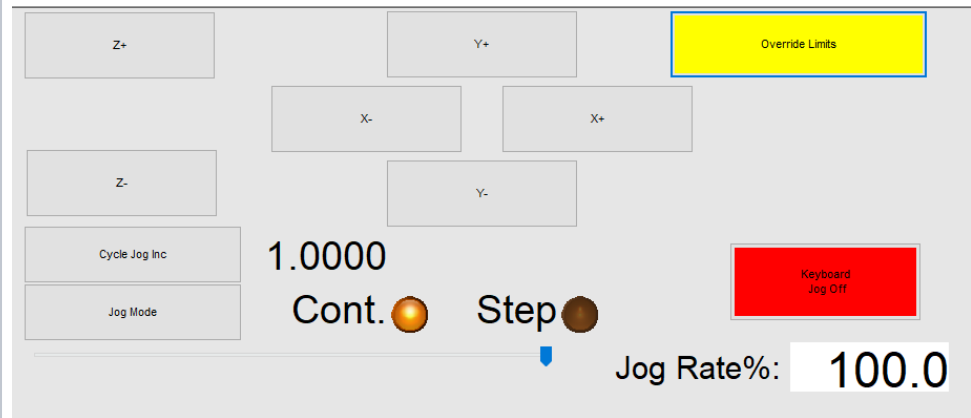 Z+
Y+
Override Limits
X-
X+
Z-
Y-
Cycle Jog Inc
1.0000
Keyboard
Jog Off
Jog Mode
Cont.
Step
Jog Rate%:
100.0